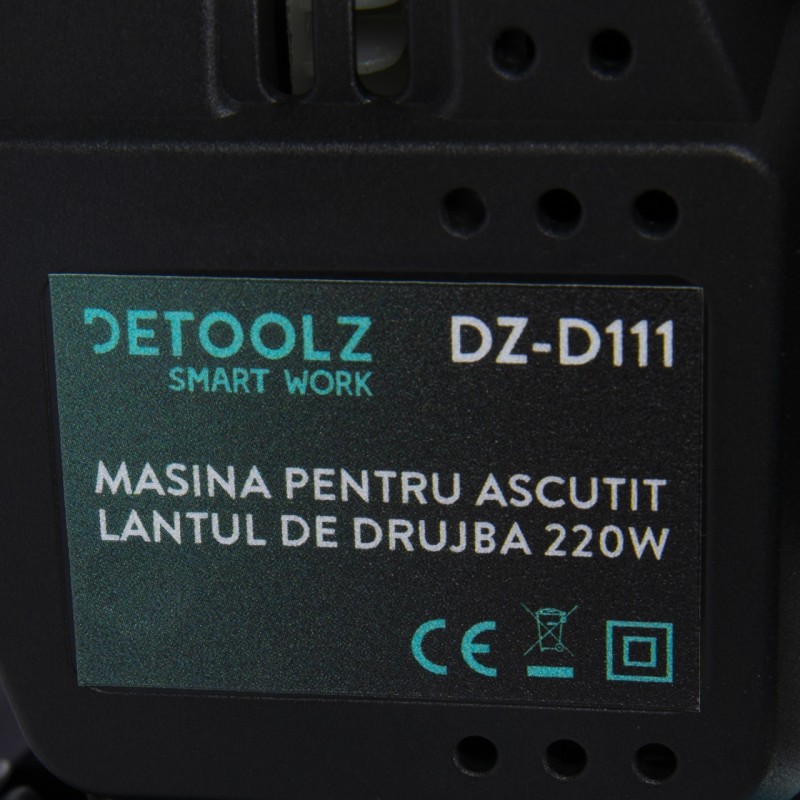 DETOOLZ DZ-D111
SMART WORK
MASINA PENTRU ASCUTIT
LANTUL DE DRUJBA 220W
CE